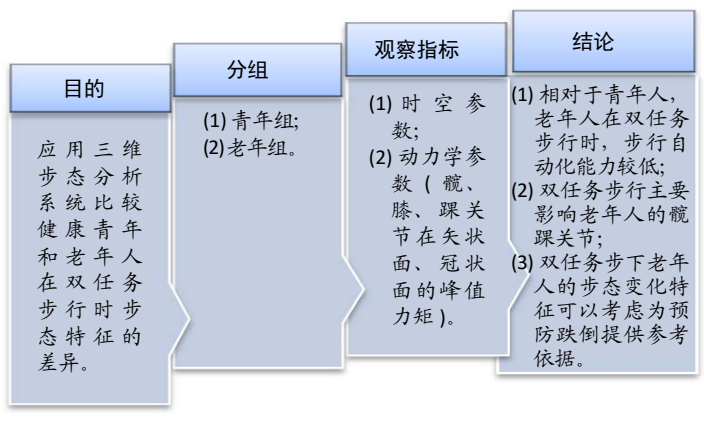 目的
应用三维
步态分析
系统比较
健康青年
和老年人
在双任务
步行时步
态特征的
差异。
分组
(1) 青年组;
(2)老年组。
观察指标
(1) 时空参
数;
(2) 动力学参
数(髋、
膝、踝关
节在矢状
面、冠状
面的峰值
力矩)。
结论
(1) 相对于青年人，
老年人在双任务
步行时，步行自
动化能力较低;
(2) 双任务步行主要
影响老年人的髋
踝关节;
(3) 双任务步下老年
人的步态变化特
征可以考虑为预
防跌倒提供参考
依据。